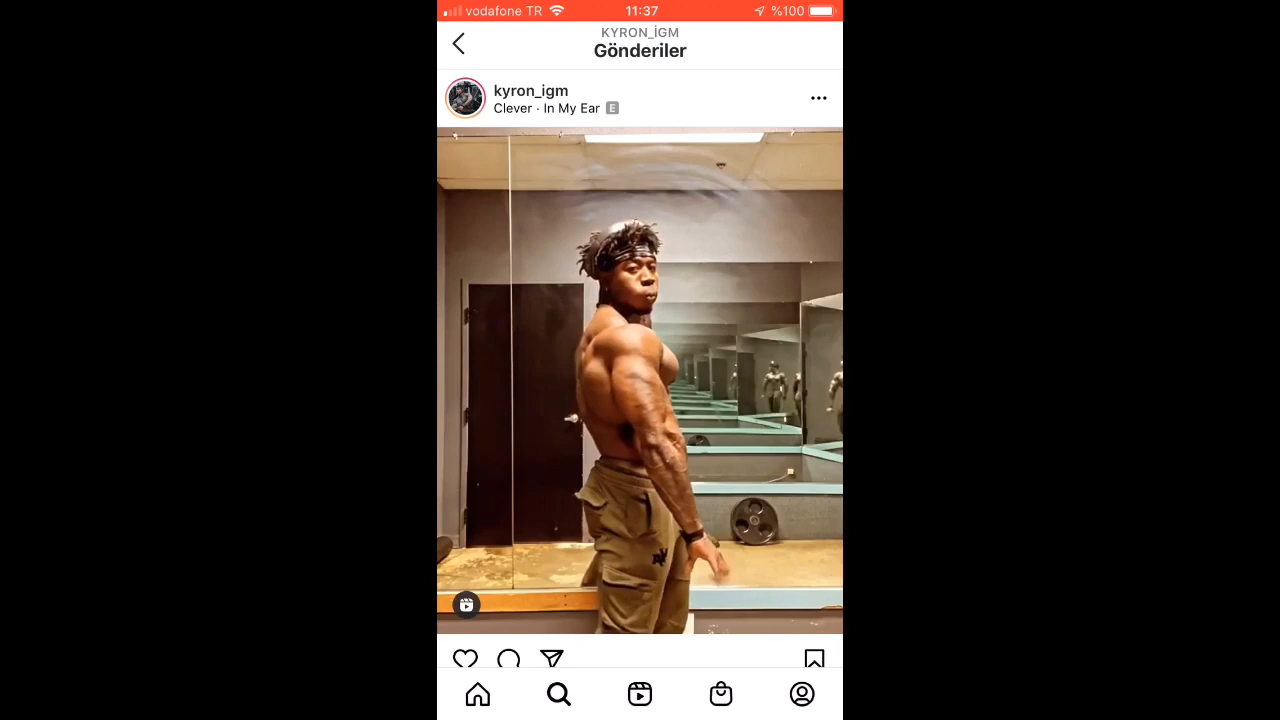 vodafone TR 11:37 %100
KYRON_İGM
Gönderiler
kyron_igm
Clever · In My Ear E